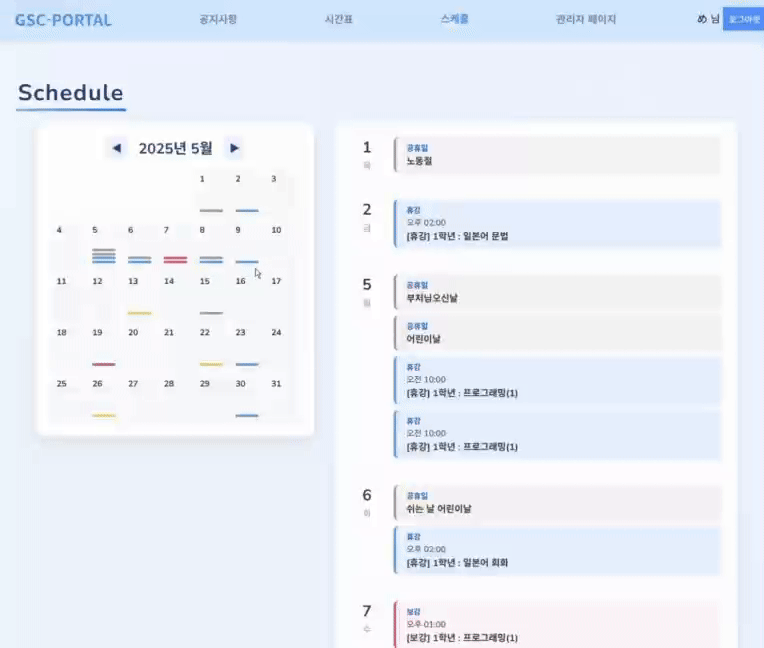 GSC-PORTAL
공지사항
시간표
스케줄
관리자 페이지
め 님
로그아웃
Schedule
◀ 2025년 5월 ▶
1 2 3
4 5 6 7 8 9 10
11 12 13 14 15 16 17
18 19 20 21 22 23 24
25 26 27 28 29 30 31
1
목
공휴일
노동절
2
금
휴강
오후 02:00
[휴강] 1학년 : 일본어 문법
5
월
공휴일
부처님오신날
공휴일
어린이날
휴강
오전 10:00
[휴강] 1학년 : 프로그래밍(1)
휴강
오전 10:00
[휴강] 1학년 : 프로그래밍(1)
6
화
공휴일
쉬는 날 어린이날
휴강
오후 02:00
[휴강] 1학년 : 일본어 회화
7
수
보강
오후 01:00
[보강] 1학년 : 프로그래밍(1)